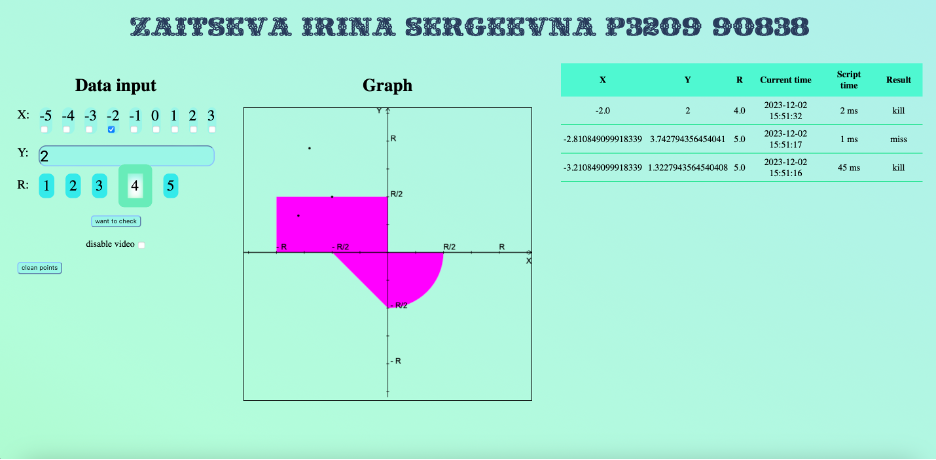 ZAITSEVA IRINA SERGEEVNA P3209 90838
Data input
X: -5 -4 -3 -2 -1 0 1 2 3
Y: 2
R: 1 2 3 4 5
want to check
disable video
clean points
Graph
Y
R
R/2
- R - R/2 R/2 R
X
- R/2
- R
X Y R Current time Script time Result
-2.0 2 4.0 2023-12-02 15:51:32 2 ms kill
-2.810849099918339 3.742794356454041 5.0 2023-12-02 15:51:17 1 ms miss
-3.210849099918339 1.3227943564540408 5.0 2023-12-02 15:51:16 45 ms kill